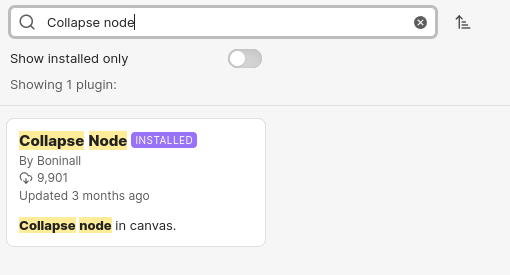 Collapse node
Show installed only
Showing 1 plugin:
Collapse Node INSTALLED
By Boninall
9,901
Updated 3 months ago
Collapse node in canvas.